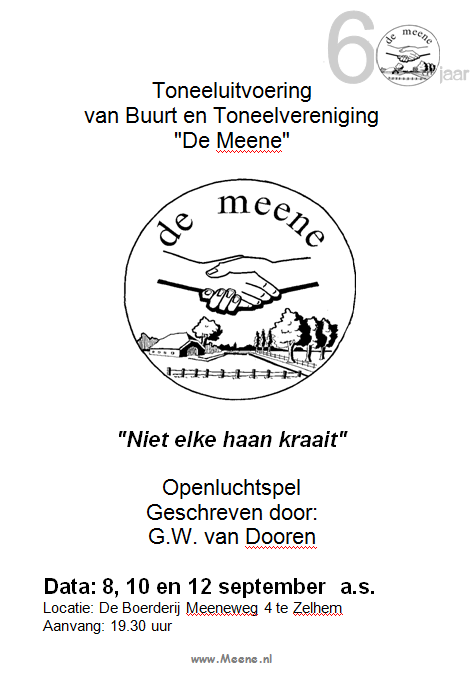 60 jaar
de meene
Toneeluitvoering
van Buurt en Toneelvereniging
"De Meene"
de meene
"Niet elke haan kraait"
Openluchtspel
Geschreven door:
G.W. van Dooren
Data: 8, 10 en 12 september a.s.
Locatie: De Boerderij Meeneweg 4 te Zelhem
Aanvang: 19.30 uur
www.Meene.nl